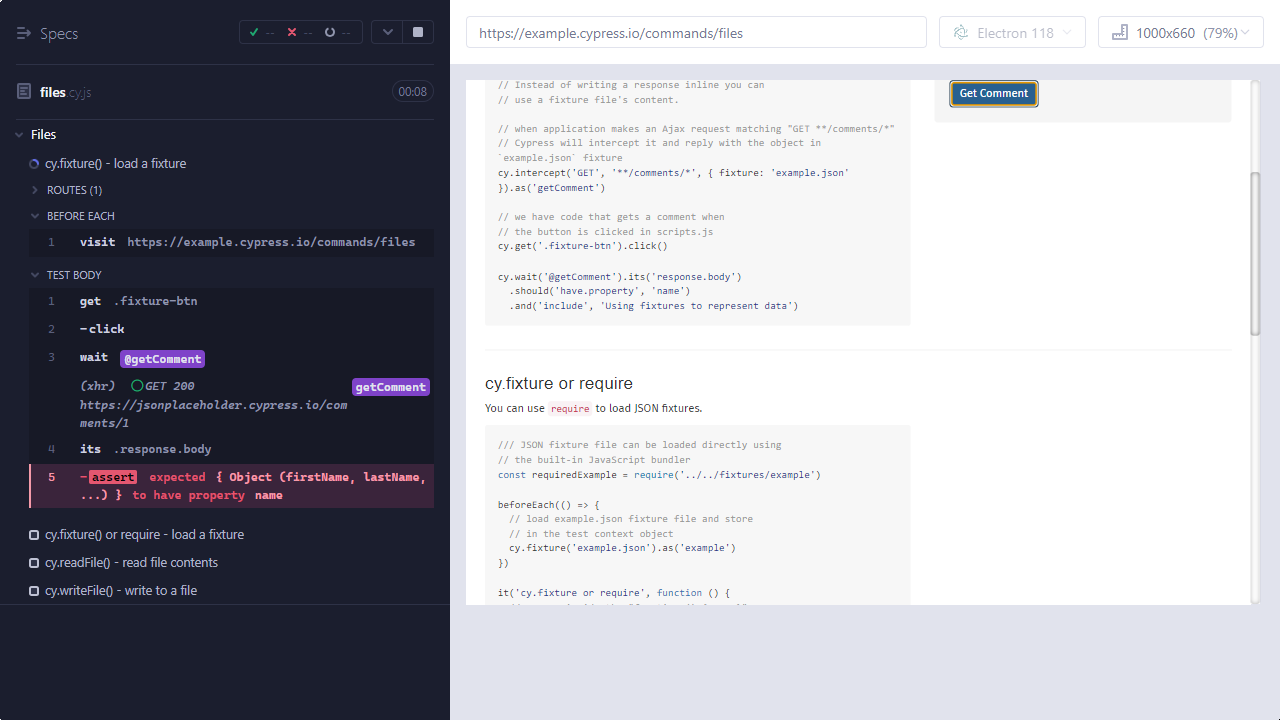 Specs
-- -- --
files.cy.js
00:08
Files
cy.fixture() - load a fixture
ROUTES (1)
BEFORE EACH
1 visit https://example.cypress.io/commands/files
TEST BODY
1 get .fixture-btn
2 -click
3 wait @getComment
(xhr) GET 200 getComment
https://jsonplaceholder.cypress.io/com
ments/1
4 its .response.body
5 -assert expected { Object (firstName, lastName,
...) } to have property name
cy.fixture() or require - load a fixture
cy.readFile() - read file contents
cy.writeFile() - write to a file
https://example.cypress.io/commands/files
Electron 118
1000x660 (79%)
// Instead of writing a response inline you can
// use a fixture file's content.
// when application makes an Ajax request matching "GET **/comments/*"
// Cypress will intercept it and reply with the object in
`example.json` fixture
cy.intercept('GET', '**/comments/*', { fixture: 'example.json'
}).as('getComment')
// we have code that gets a comment when
// the button is clicked in scripts.js
cy.get('.fixture-btn').click()
cy.wait('@getComment').its('response.body')
.should('have.property', 'name')
.and('include', 'Using fixtures to represent data')
Get Comment
cy.fixture or require
You can use require to load JSON fixtures.
/// JSON fixture file can be loaded directly using
// the built-in JavaScript bundler
const requiredExample = require('../../fixtures/example')
beforeEach(() => {
// load example.json fixture file and store
// in the test context object
cy.fixture('example.json').as('example')
})
it('cy.fixture or require', function () {